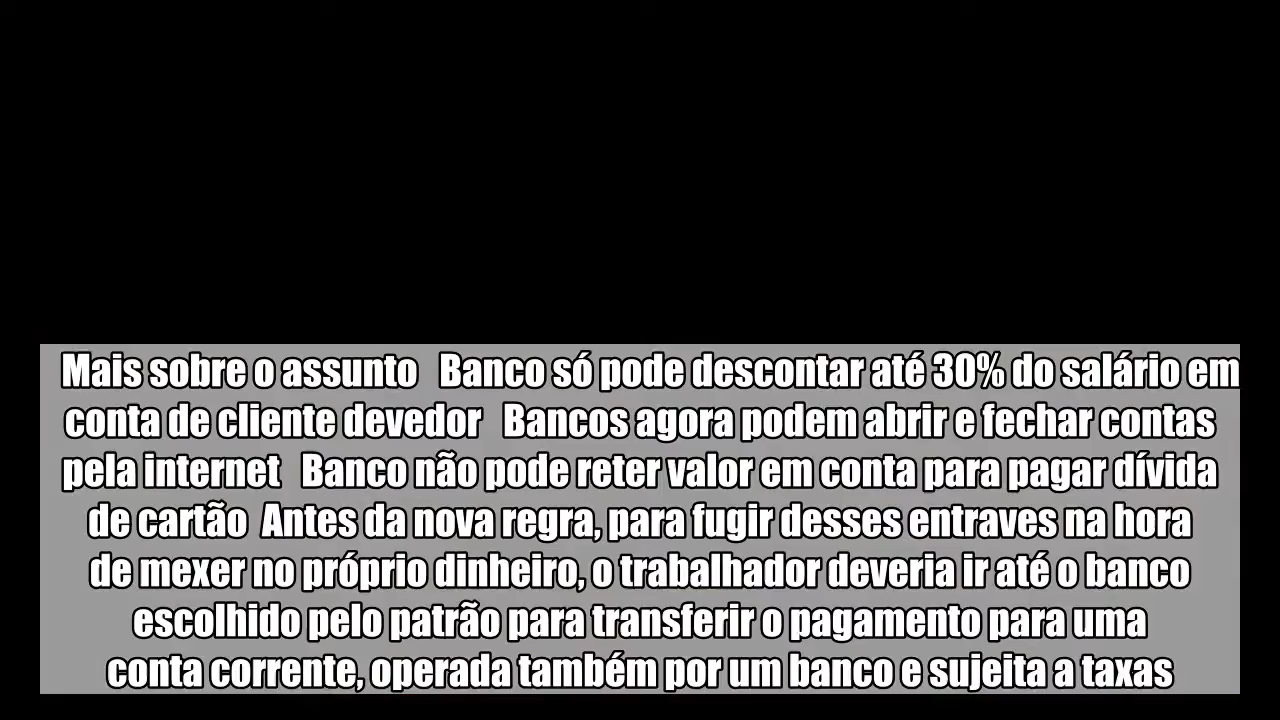 Mais sobre o assunto   Banco só pode descontar até 30% do salário em
conta de cliente devedor   Bancos agora podem abrir e fechar contas
pela internet   Banco não pode reter valor em conta para pagar dívida
de cartão  Antes da nova regra, para fugir desses entraves na hora
de mexer no próprio dinheiro, o trabalhador deveria ir até o banco
escolhido pelo patrão para transferir o pagamento para uma
conta corrente, operada também por um banco e sujeita a taxas